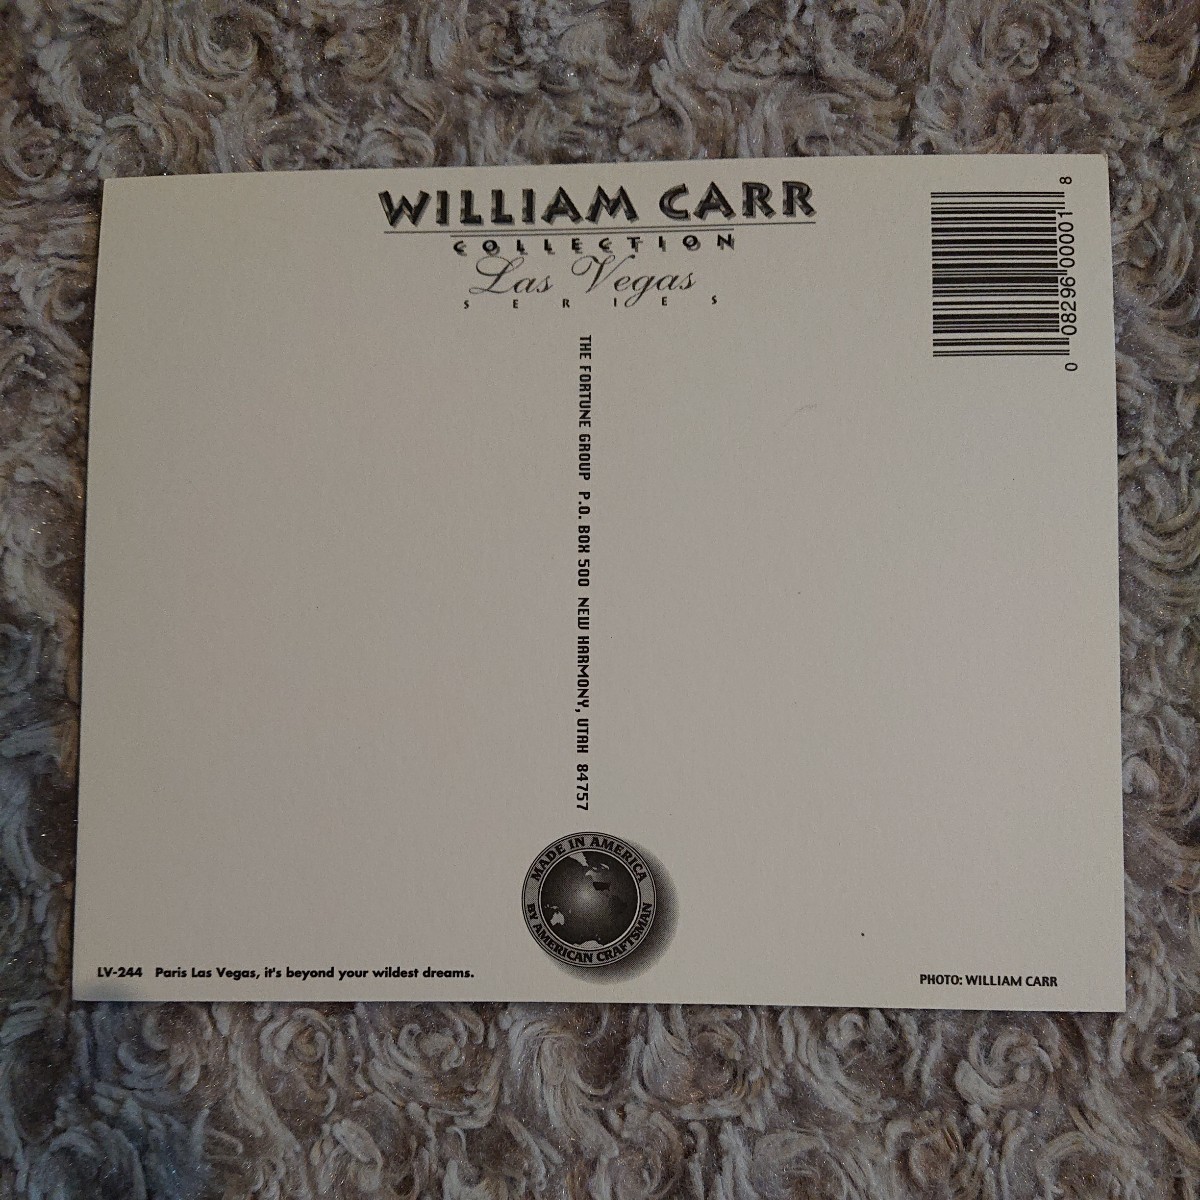 WILLIAM CARR
COLLECTION
Las Vegas
SERIES
0 08296 00001 8
THE FORTUNE GROUP P.O. BOX 500 NEW HARMONY, UTAH 84757
MADE IN AMERICA
BY AMERICAN CRAFTSMAN
LV-244 Paris Las Vegas, it's beyond your wildest dreams.
PHOTO: WILLIAM CARR